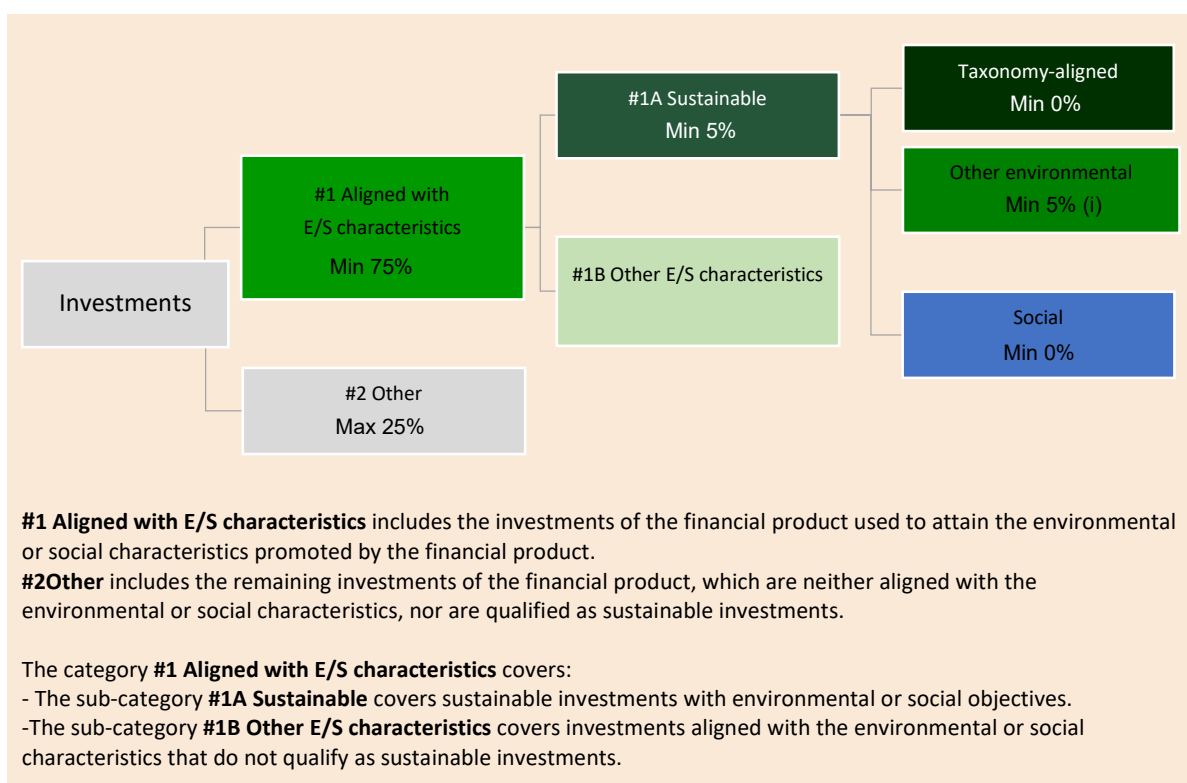 Investments
#1 Aligned with
E/S characteristics
Min 75%
#2 Other
Max 25%
#1A Sustainable
Min 5%
#1B Other E/S characteristics
Taxonomy-aligned
Min 0%
Other environmental
Min 5% (i)
Social
Min 0%
#1 Aligned with E/S characteristics includes the investments of the financial product used to attain the environmental
or social characteristics promoted by the financial product.
#2Other includes the remaining investments of the financial product, which are neither aligned with the
environmental or social characteristics, nor are qualified as sustainable investments.
The category #1 Aligned with E/S characteristics covers:
- The sub-category #1A Sustainable covers sustainable investments with environmental or social objectives.
-The sub-category #1B Other E/S characteristics covers investments aligned with the environmental or social
characteristics that do not qualify as sustainable investments.